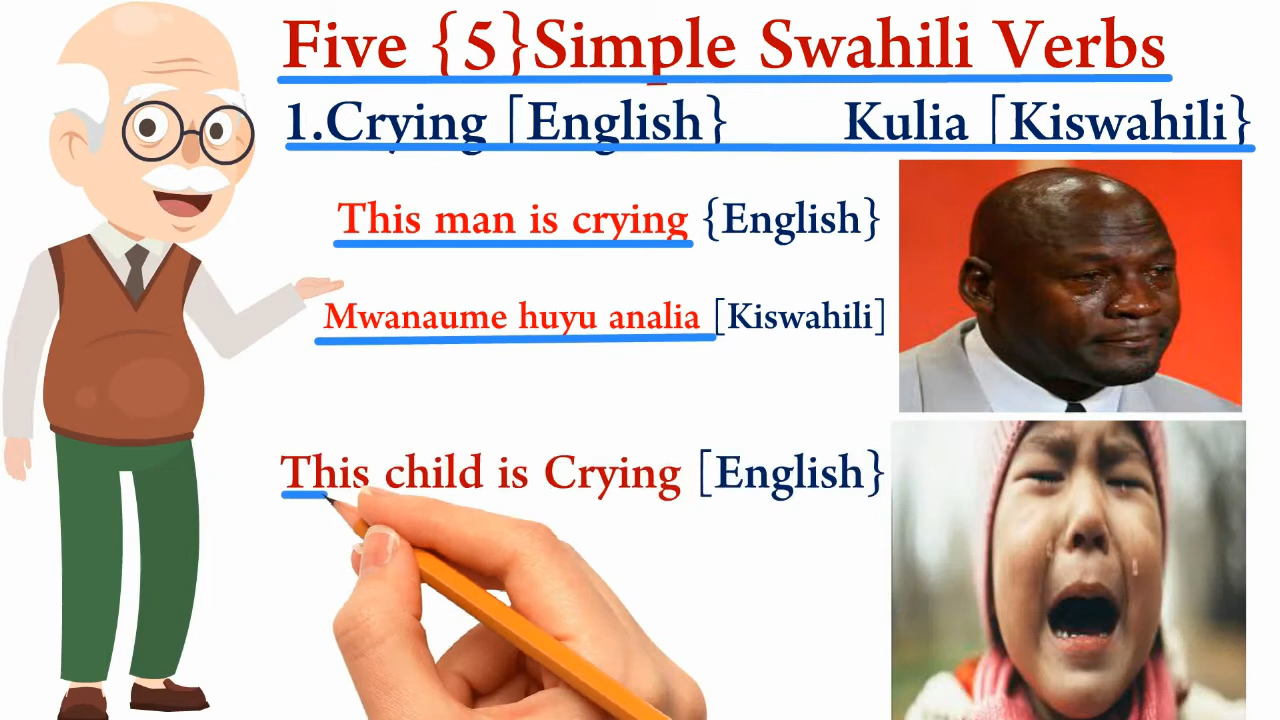 Five {5}Simple Swahili Verbs
1.Crying [English} Kulia [Kiswahili}
This man is crying {English}
Mwanaume huyu analia [Kiswahili]
This child is Crying [English}